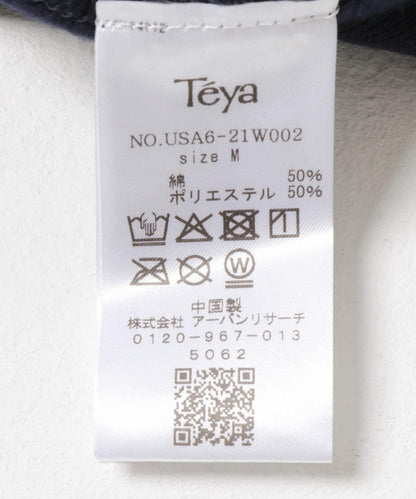 Téya
NO.USA6-21W002
size M
綿 50%
ポリエステル 50%
W
中国製
株式会社 アーバンリサーチ
0120-967-013
5062